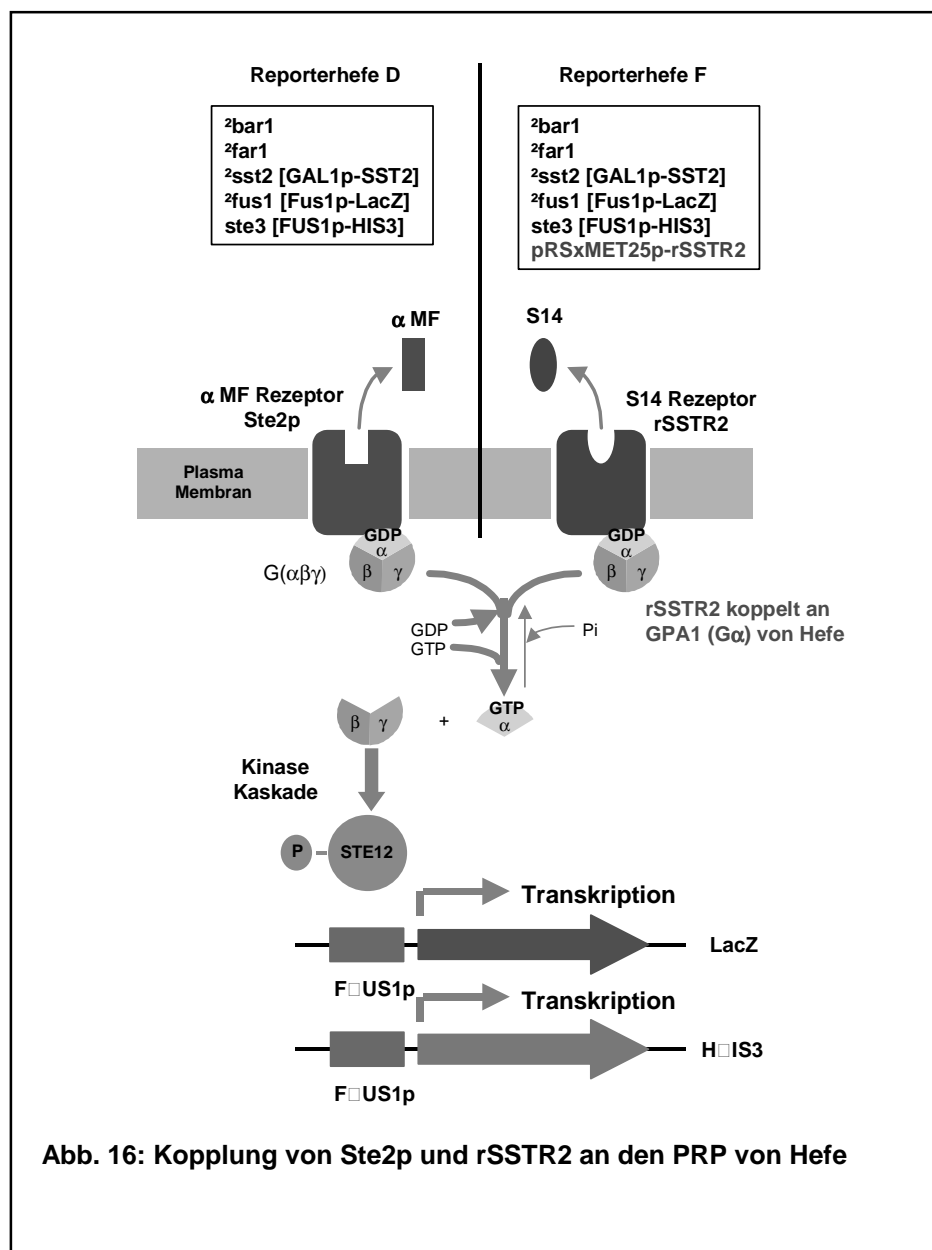 Reporterhefe D
Reporterhefe F
²bar1
²far1
²sst2 [GAL1p-SST2]
²fus1 [Fus1p-LacZ]
ste3 [FUS1p-HIS3]
²bar1
²far1
²sst2 [GAL1p-SST2]
²fus1 [Fus1p-LacZ]
ste3 [FUS1p-HIS3]
pRSxMET25p-rSSTR2
α MF
S14
α MF Rezeptor
Ste2p
S14 Rezeptor
rSSTR2
Plasma
Membran
GDP
α
β γ
GDP
α
β γ
G(αβγ)
rSSTR2 koppelt an
GPA1 (Gα) von Hefe
GDP
GTP
Pi
β γ
+
GTP
α
Kinase
Kaskade
P
STE12
Transkription
LacZ
F□US1p
Transkription
H□IS3
F□US1p
Abb. 16: Kopplung von Ste2p und rSSTR2 an den PRP von Hefe